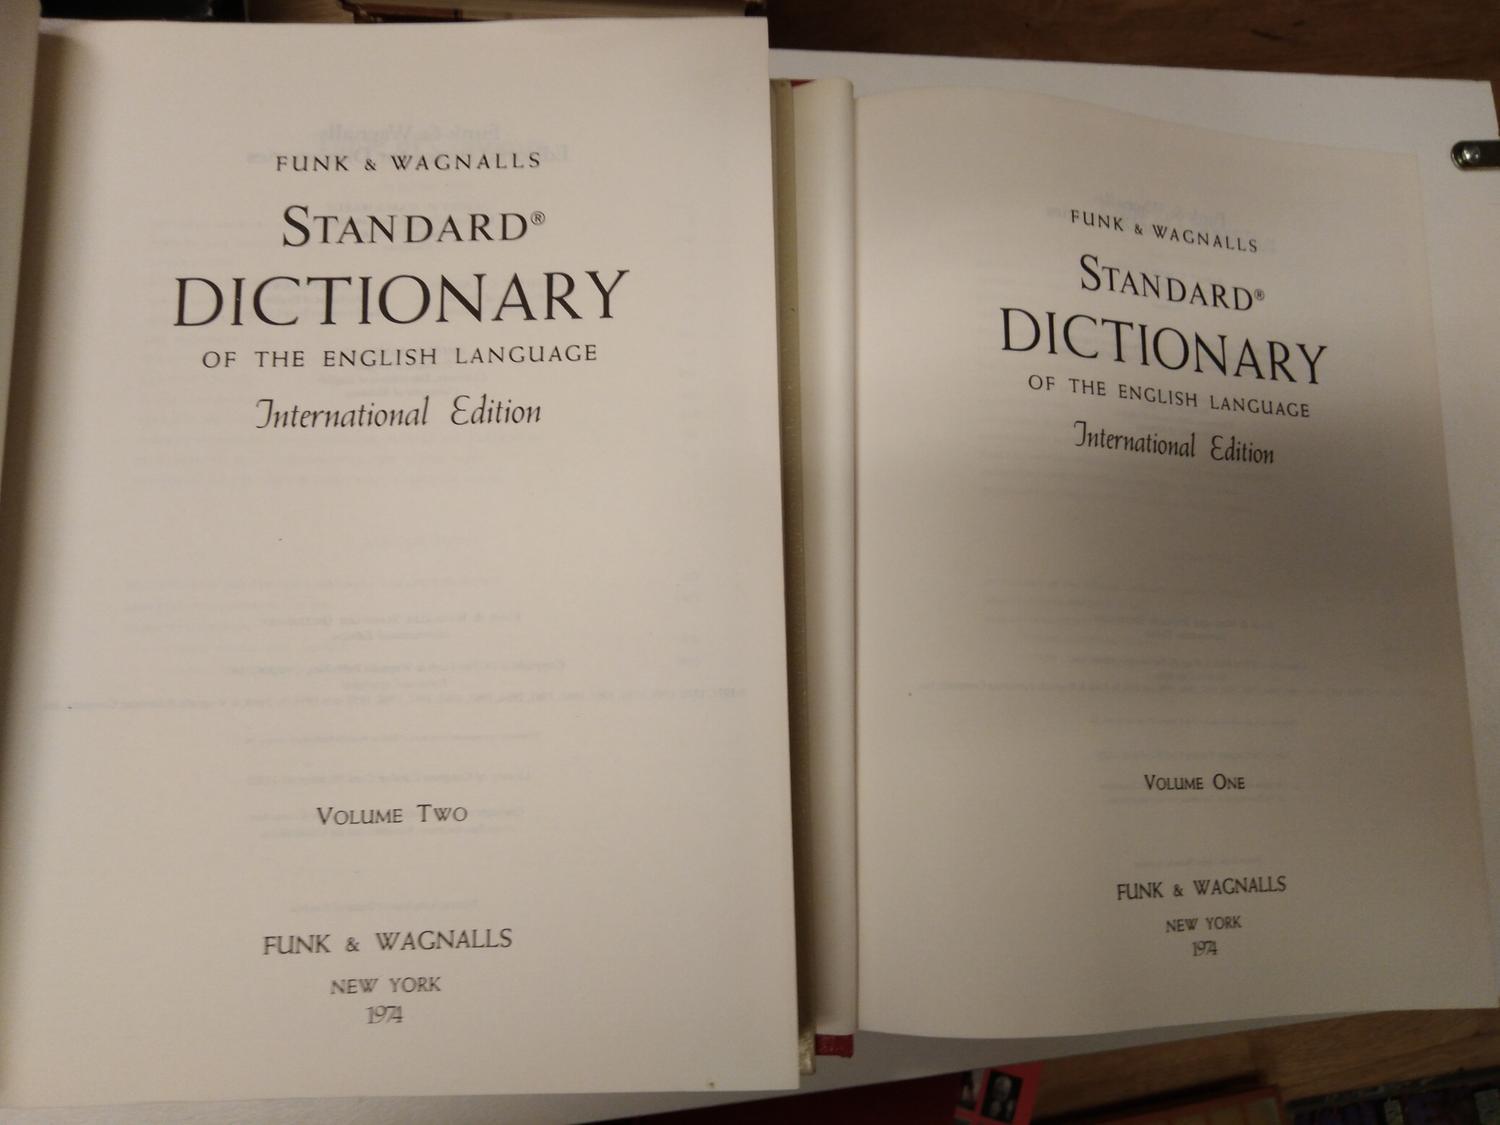 FUNK & WAGNALLS
STANDARD®
DICTIONARY
OF THE ENGLISH LANGUAGE
International Edition
VOLUME TWO
FUNK & WAGNALLS
NEW YORK
1974
FUNK & WAGNALLS
STANDARD®
DICTIONARY
OF THE ENGLISH LANGUAGE
International Edition
VOLUME ONE
FUNK & WAGNALLS
NEW YORK
1974